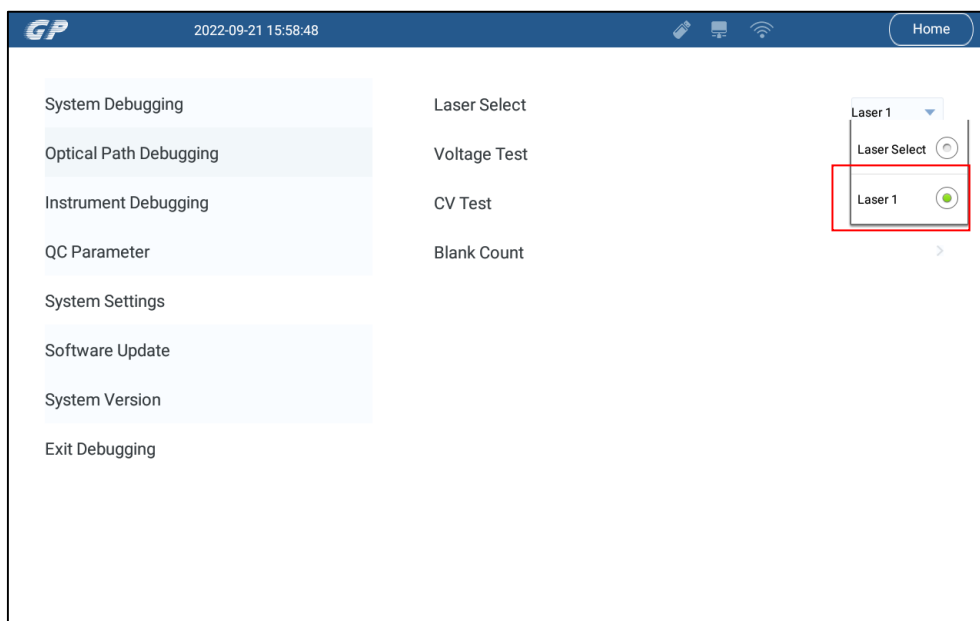 GP
2022-09-21 15:58:48
Home
System Debugging
Optical Path Debugging
Instrument Debugging
QC Parameter
System Settings
Software Update
System Version
Exit Debugging
Laser Select
Voltage Test
CV Test
Blank Count
Laser 1
Laser Select
Laser 1